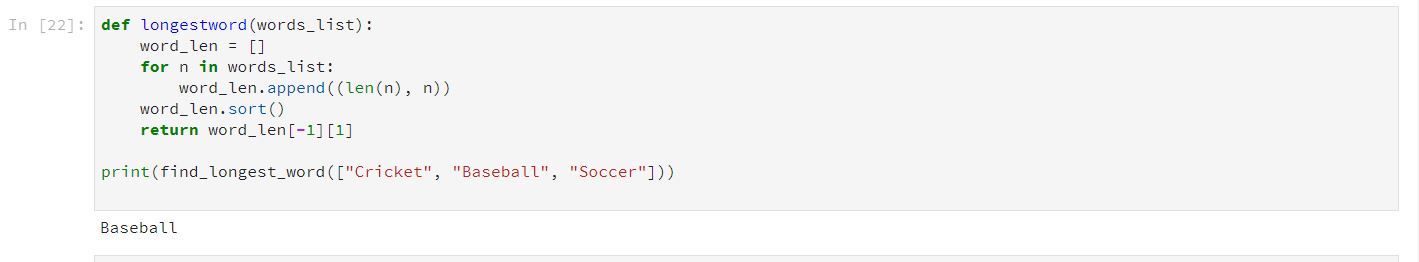 In [22]: def longestword(words_list):
    word_len = []
    for n in words_list:
        word_len.append((len(n), n))
    word_len.sort()
    return word_len[-1][1]
print(find_longest_word(["Cricket", "Baseball", "Soccer"]))
Baseball